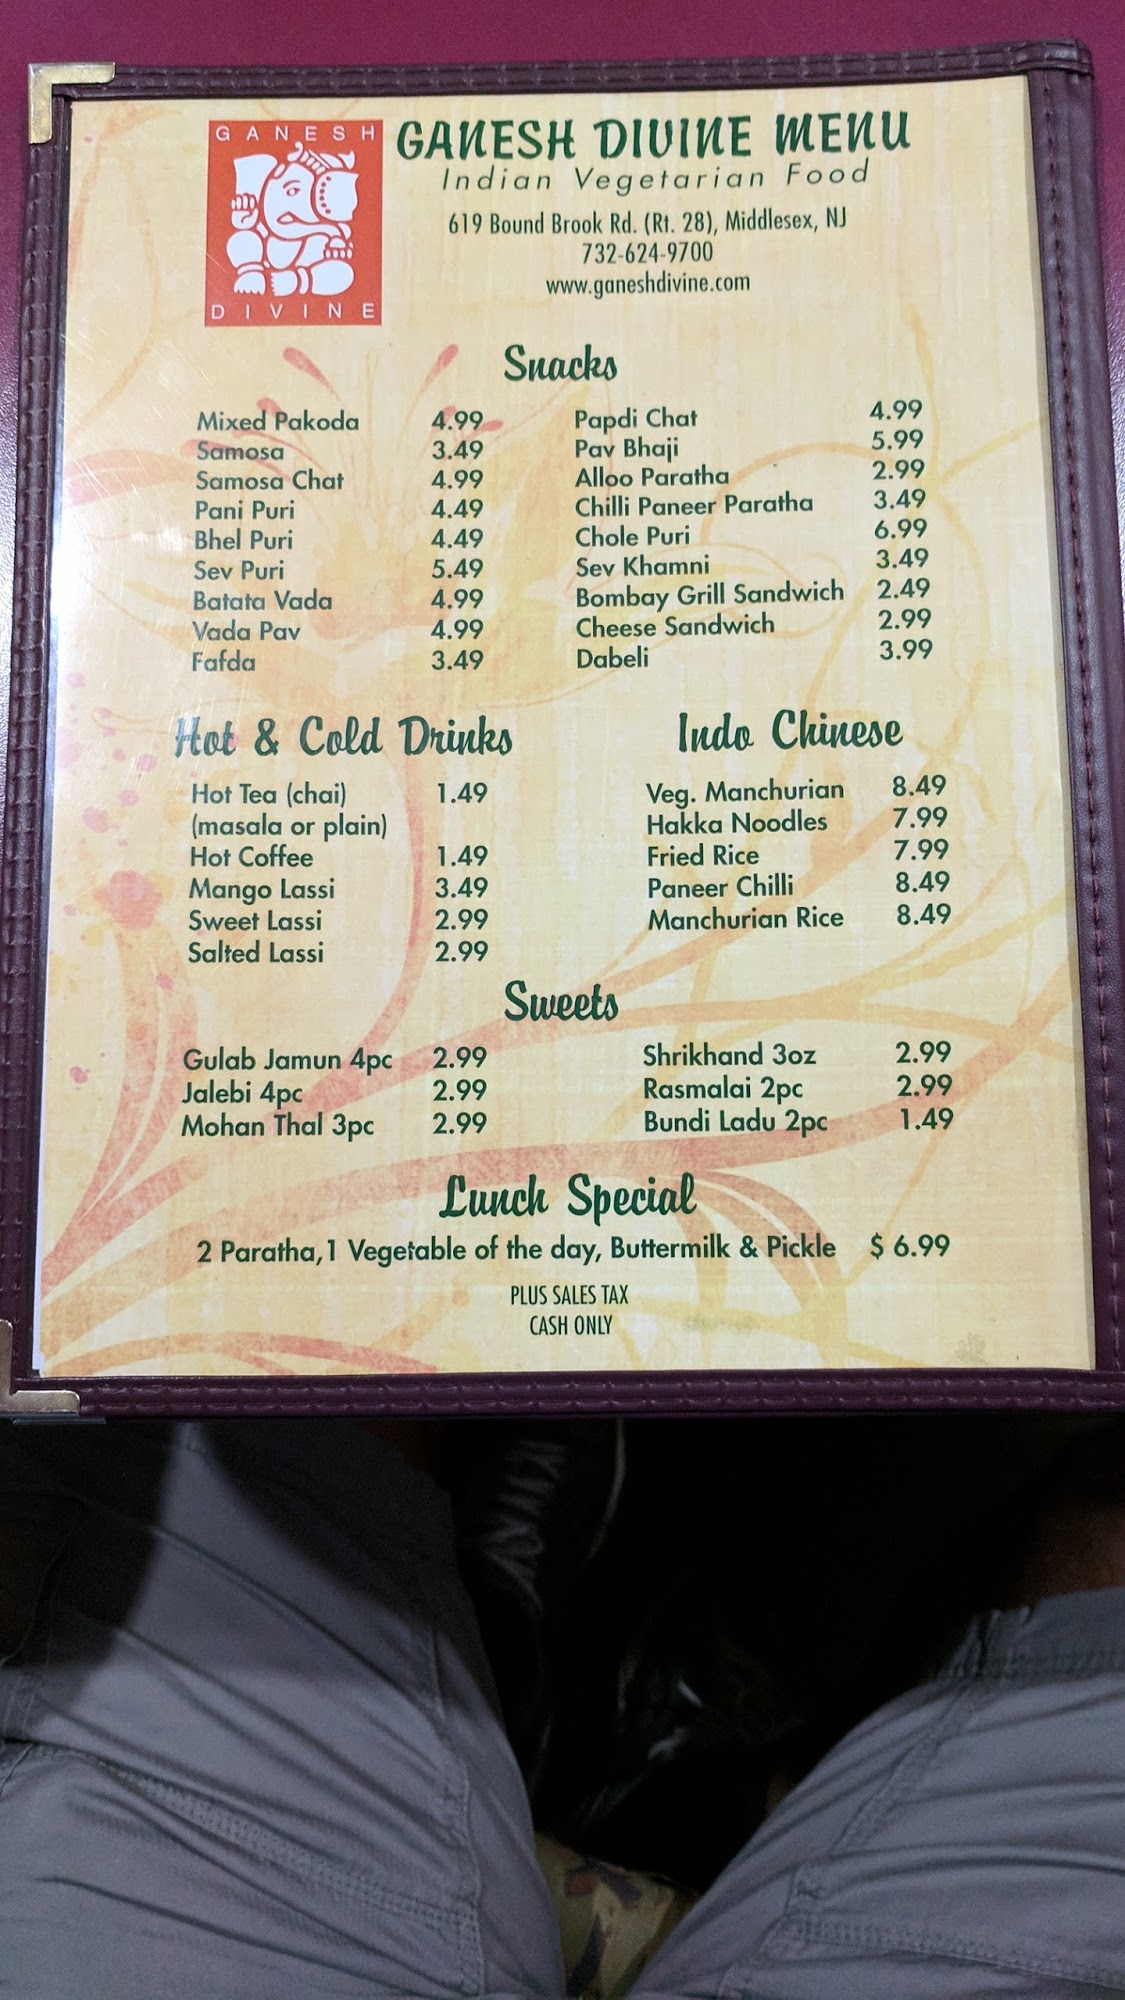 GANESH
DIVINE
GANESH DIVINE MENU
Indian Vegetarian Food
619 Bound Brook Rd. (Rt. 28), Middlesex, NJ
732-624-9700
www.ganeshdivine.com
Snacks
Mixed Pakoda 4.99
Samosa 3.49
Samosa Chat 4.99
Pani Puri 4.49
Bhel Puri 4.49
Sev Puri 5.49
Batata Vada 4.99
Vada Pav 4.99
Fafda 3.49
Papdi Chat 4.99
Pav Bhaji 5.99
Alloo Paratha 2.99
Chilli Paneer Paratha 3.49
Chole Puri 6.99
Sev Khamni 3.49
Bombay Grill Sandwich 2.49
Cheese Sandwich 2.99
Dabeli 3.99
Hot & Cold Drinks
Hot Tea (chai) 1.49
(masala or plain)
Hot Coffee 1.49
Mango Lassi 3.49
Sweet Lassi 2.99
Salted Lassi 2.99
Indo Chinese
Veg. Manchurian 8.49
Hakka Noodles 7.99
Fried Rice 7.99
Paneer Chilli 8.49
Manchurian Rice 8.49
Sweets
Gulab Jamun 4pc 2.99
Jalebi 4pc 2.99
Mohan Thal 3pc 2.99
Shrikhand 3oz 2.99
Rasmalai 2pc 2.99
Bundi Ladu 2pc 1.49
Lunch Special
2 Paratha,1 Vegetable of the day, Buttermilk & Pickle $ 6.99
PLUS SALES TAX
CASH ONLY